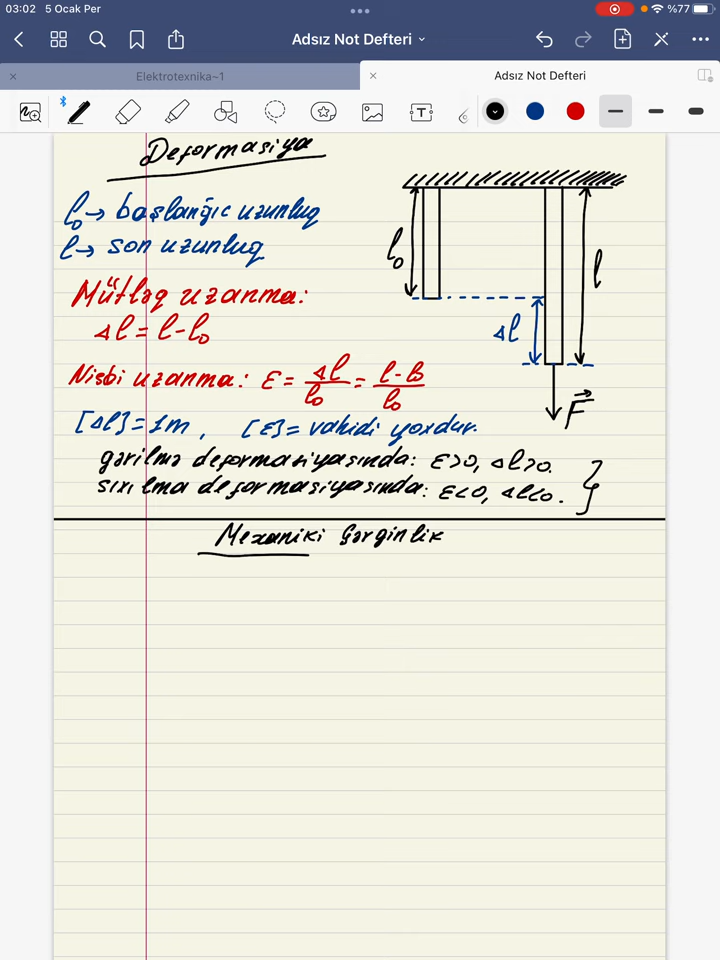 03:02 5 Ocak Per
%77
Adsız Not Defteri
Elektrotexnika~1
Adsız Not Defteri
T
Deformasiya
l₀→ başlanğıc uzunluq
l→ son uzunluq
Mütləq uzanma:
Δl = l - l₀
Nisbi uzanma: ε = Δl/l₀ = l - l₀/l₀
[Δl] = 1m, [ε] = vahidi yoxdur.
gərilmə deformasiyasında: ε>0, Δl>0.
sıxılma deformasiyasında: ε<0, Δl<0.
l₀
Δl
l
F⃗
Mexaniki Gərginlik